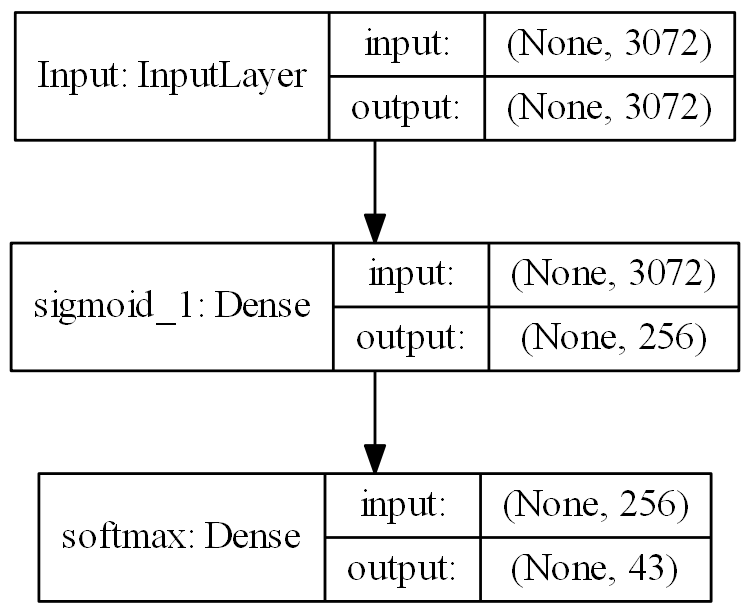 Input: InputLayer
input:
(None, 3072)
output:
(None, 3072)
sigmoid_1: Dense
input:
(None, 3072)
output:
(None, 256)
softmax: Dense
input:
(None, 256)
output:
(None, 43)